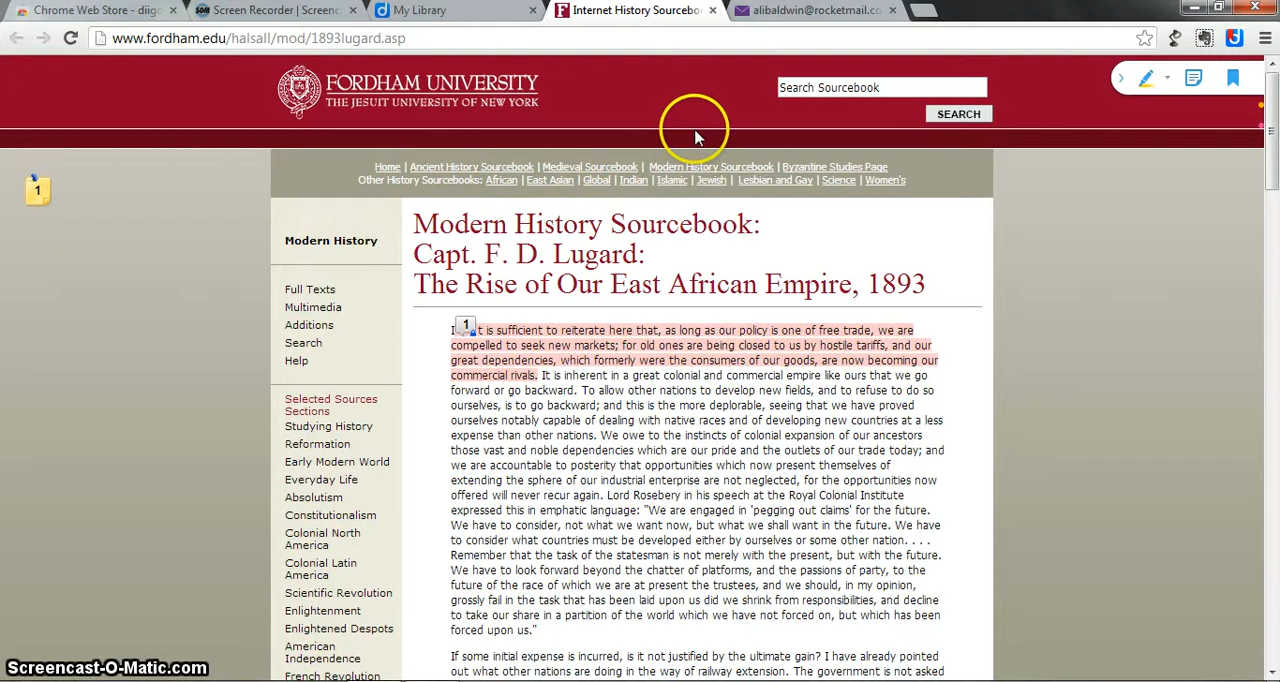 Chrome Web Store - diigo
Screen Recorder | Screenc
My Library
Internet History Sourcebo
alibaldwin@rocketmail.co
www.fordham.edu/halsall/mod/1893lugard.asp
FORDHAM UNIVERSITY
THE JESUIT UNIVERSITY OF NEW YORK
Search Sourcebook
SEARCH
1
Home | Ancient History Sourcebook | Medieval Sourcebook | Modern History Sourcebook | Byzantine Studies Page
Other History Sourcebooks: African | East Asian | Global | Indian | Islamic | Jewish | Lesbian and Gay | Science | Women's
Modern History
Full Texts
Multimedia
Additions
Search
Help
Selected Sources
Sections
Studying History
Reformation
Early Modern World
Everyday Life
Absolutism
Constitutionalism
Colonial North
America
Colonial Latin
America
Scientific Revolution
Enlightenment
Enlightened Despots
American
Independence
French Revolution
Modern History Sourcebook:
Capt. F. D. Lugard:
The Rise of Our East African Empire, 1893
1
t is sufficient to reiterate here that, as long as our policy is one of free trade, we are
compelled to seek new markets; for old ones are being closed to us by hostile tariffs, and our
great dependencies, which formerly were the consumers of our goods, are now becoming our
commercial rivals. It is inherent in a great colonial and commercial empire like ours that we go
forward or go backward. To allow other nations to develop new fields, and to refuse to do so
ourselves, is to go backward; and this is the more deplorable, seeing that we have proved
ourselves notably capable of dealing with native races and of developing new countries at a less
expense than other nations. We owe to the instincts of colonial expansion of our ancestors
those vast and noble dependencies which are our pride and the outlets of our trade today; and
we are accountable to posterity that opportunities which now present themselves of
extending the sphere of our industrial enterprise are not neglected, for the opportunities now
offered will never recur again. Lord Rosebery in his speech at the Royal Colonial Institute
expressed this in emphatic language: "We are engaged in 'pegging out claims' for the future.
We have to consider, not what we want now, but what we shall want in the future. We have
to consider what countries must be developed either by ourselves or some other nation. . . .
Remember that the task of the statesman is not merely with the present, but with the future.
We have to look forward beyond the chatter of platforms, and the passions of party, to the
future of the race of which we are at present the trustees, and we should, in my opinion,
grossly fail in the task that has been laid upon us did we shrink from responsibilities, and decline
to take our share in a partition of the world which we have not forced on, but which has been
forced upon us."
If some initial expense is incurred, is it not justified by the ultimate gain? I have already pointed
out what other nations are doing in the way of railway extension. The government is not asked
Screencast-O-Matic.com